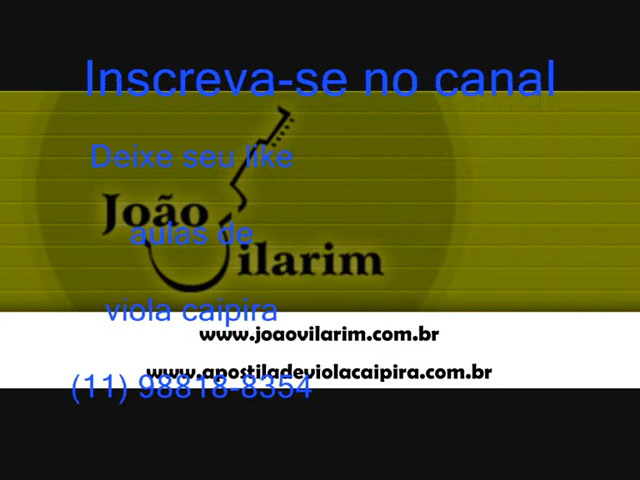 Inscreva-se no canal
Deixe seu like
João
aulas de
Vilarim
viola caipira
www.joaovilarim.com.br
www.apostiladeviolacaipira.com.br
(11) 98818-8354